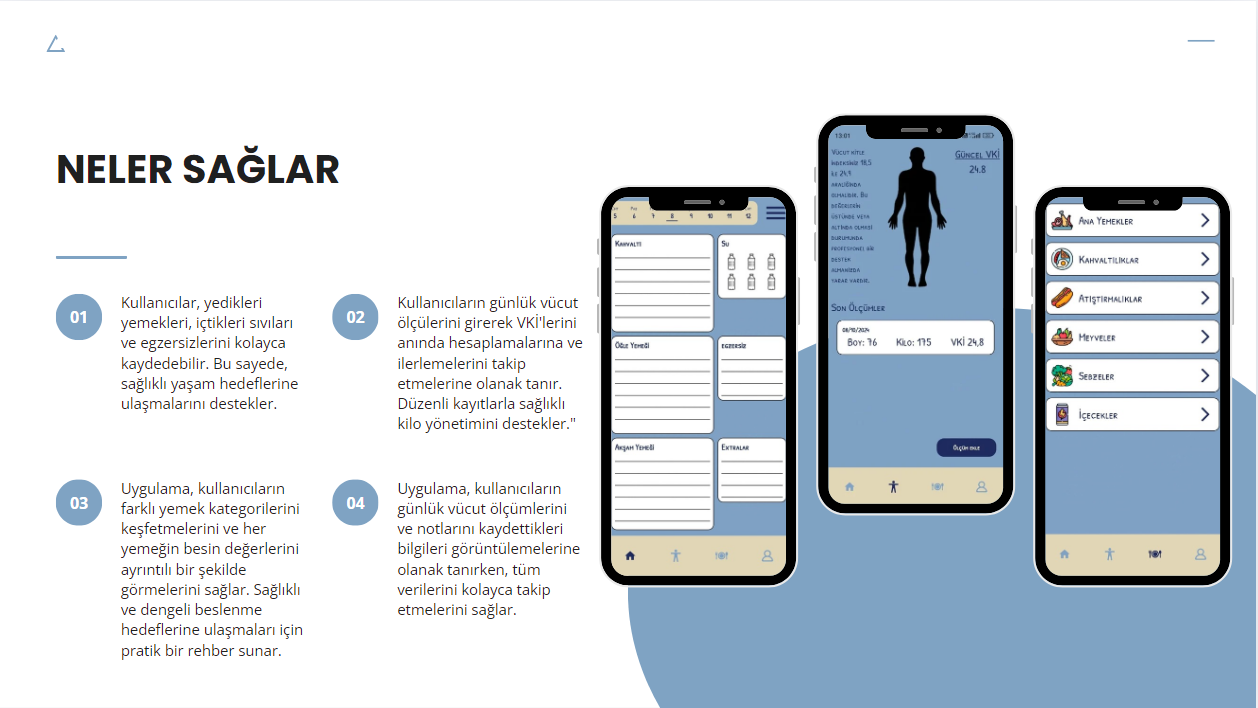 NELER SAĞLAR
01
Kullanıcılar, yedikleri
yemekleri, içtikleri sıvıları
ve egzersizlerini kolayca
kaydedebilir. Bu sayede,
sağlıklı yaşam hedeflerine
ulaşmalarını destekler.
02
Kullanıcıların günlük vücut
ölçülerini girerek VKİ'lerini
anında hesaplamalarına ve
ilerlemelerini takip
etmelerine olanak tanır.
Düzenli kayıtlarla sağlıklı
kilo yönetimini destekler."
03
Uygulama, kullanıcıların
farklı yemek kategorilerini
keşfetmelerini ve her
yemeğin besin değerlerini
ayrıntılı bir şekilde
görmelerini sağlar. Sağlıklı
ve dengeli beslenme
hedeflerine ulaşmaları için
pratik bir rehber sunar.
04
Uygulama, kullanıcıların
günlük vücut ölçümlerini
ve notlarını kaydettikleri
bilgileri görüntülemelerine
olanak tanırken, tüm
verilerini kolayca takip
etmelerini sağlar.
5 6 7 8 9 10 11 12
Kahvaltı
Su
Öğle Yemeği
egzersiz
Akşam Yemeği
Extralar
13:01
Vücut kitle
indeksiniz 18,5
ile 24,9
aralığında
olmalıdır. Bu
değerlerin
üstünde veya
altında olması
durumunda
profesyonel bir
destek
almanızda
yarar vardır.
Güncel VKİ
24.8
Son Ölçümler
08/10/2024
Boy: 76 Kilo: 175 VKİ 24,8
Ölçüm ekle
Ana Yemekler
Kahvaltılıklar
Atıştırmalıklar
Meyveler
Sebzeler
İçecekler